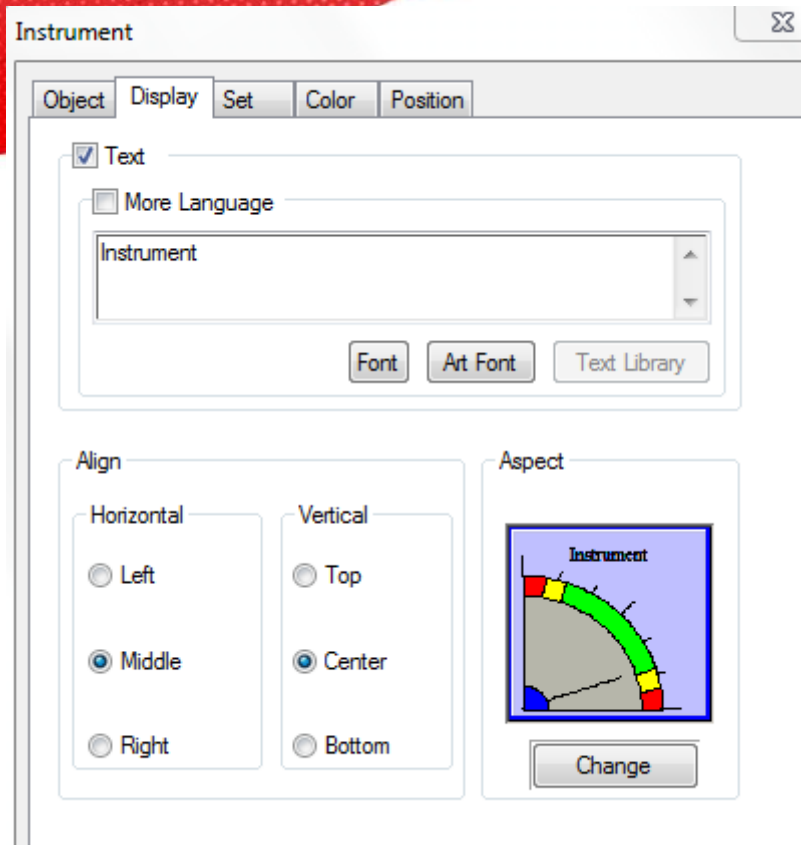 Instrument
Object Display Set Color Position
Text
More Language
Instrument
Font Art Font Text Library
Align
Horizontal
Left
Middle
Right
Vertical
Top
Center
Bottom
Aspect
Instrument
Change